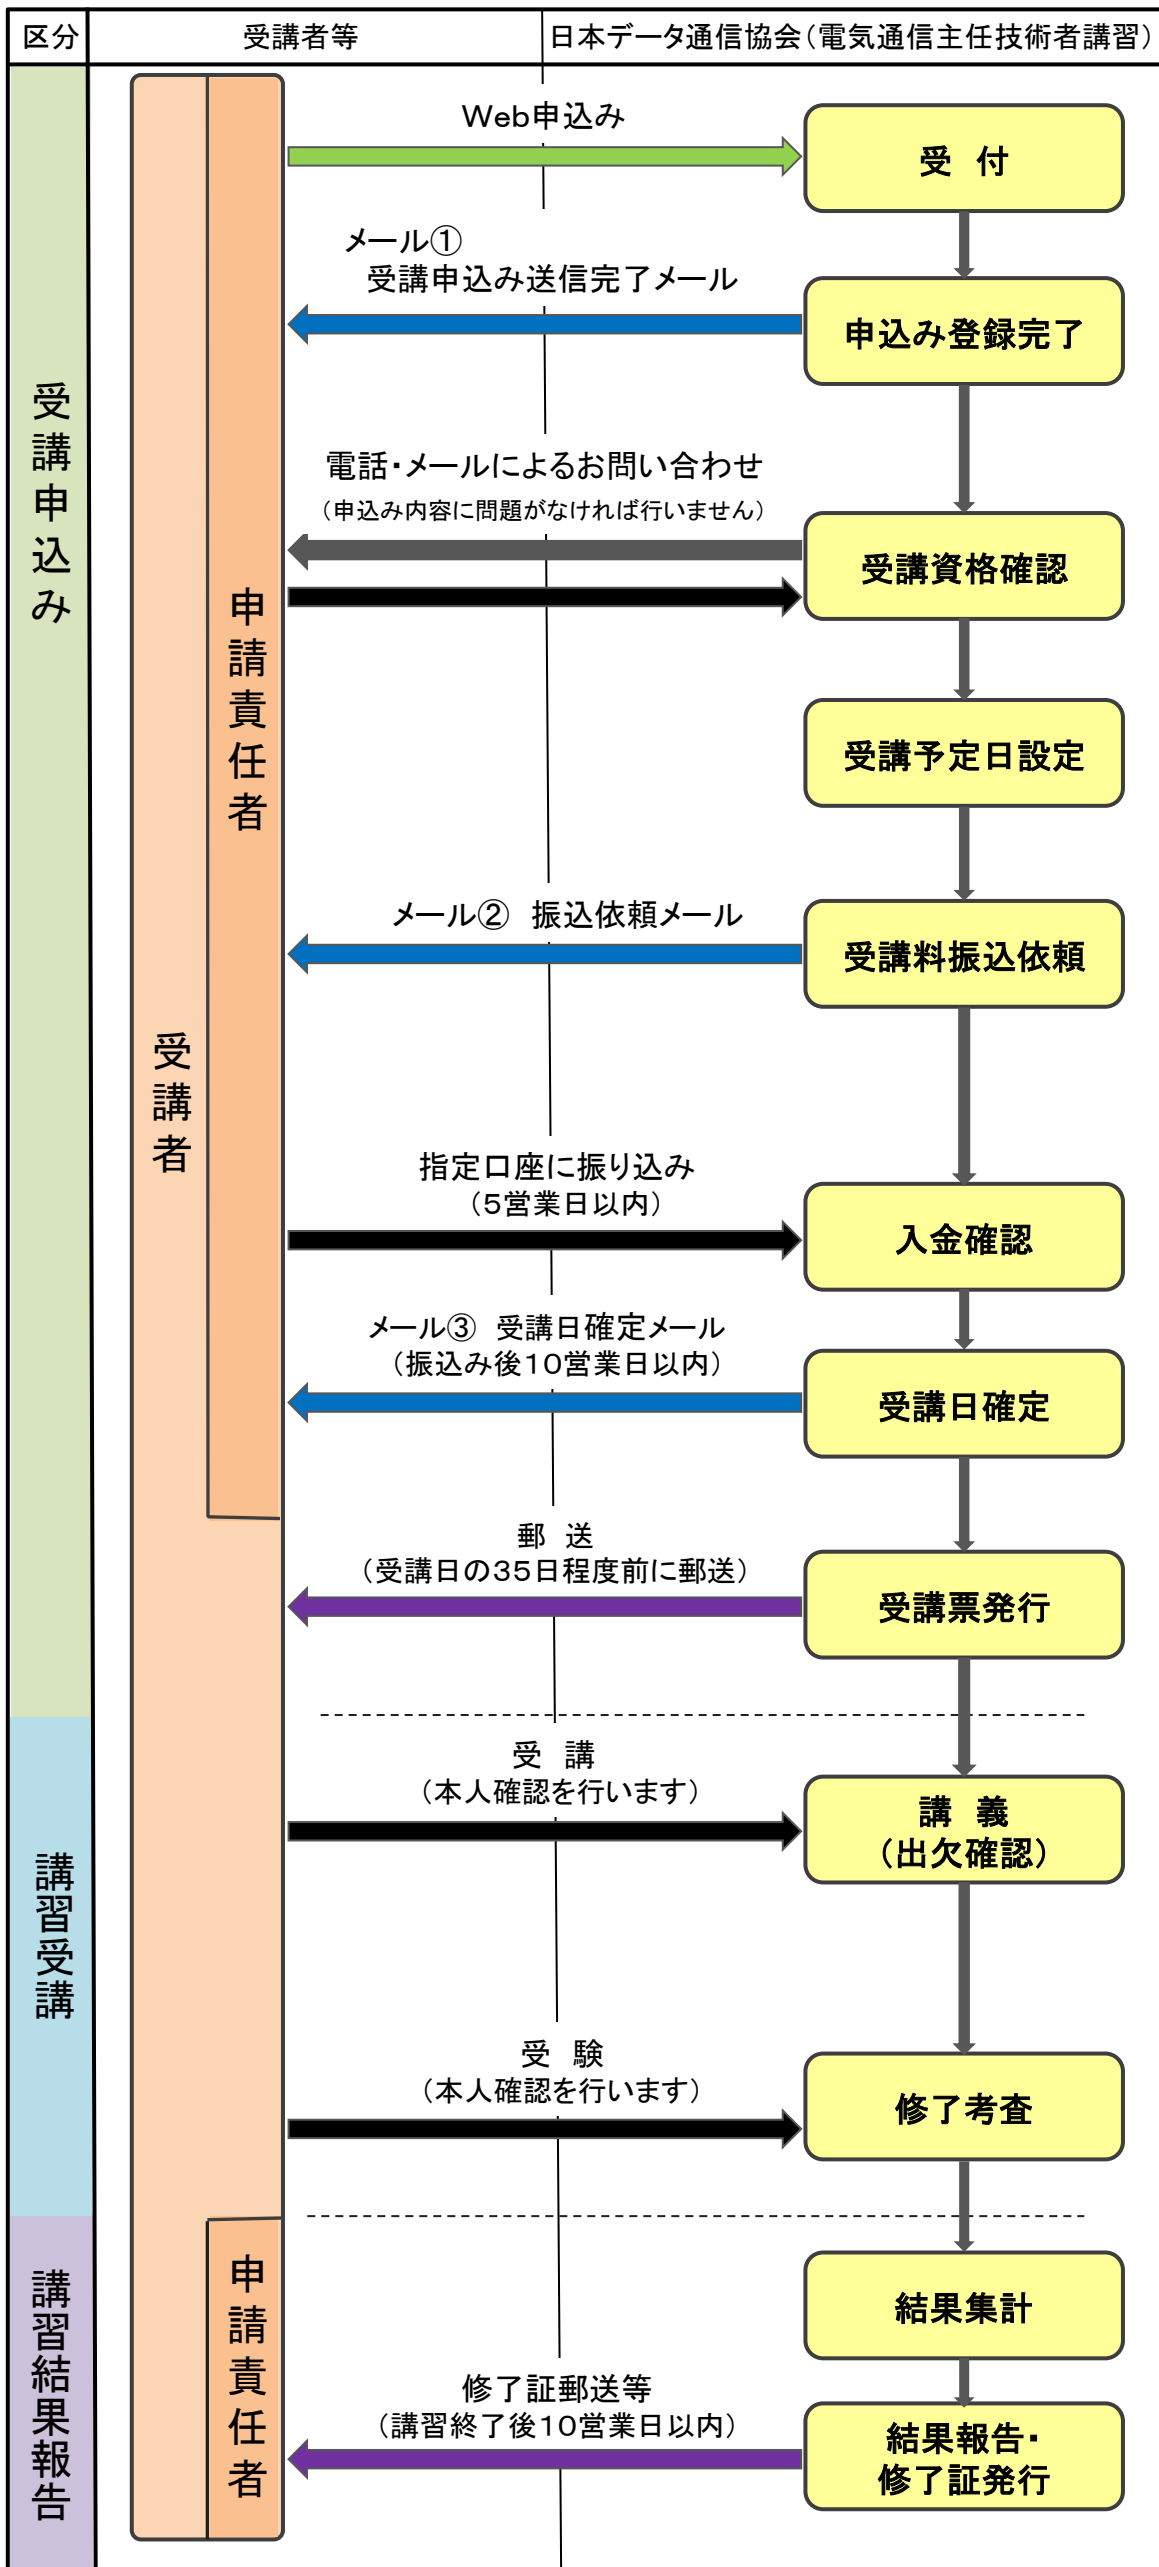 区分
受講者等
日本データ通信協会（電気通信主任技術者講習）
受講申込み
受講者
申請責任者
Web申込み
受　付
メール①
受講申込み送信完了メール
申込み登録完了
電話・メールによるお問い合わせ
（申込み内容に問題がなければ行いません）
受講資格確認
受講予定日設定
メール②　振込依頼メール
受講料振込依頼
指定口座に振り込み
（5営業日以内）
入金確認
メール③　受講日確定メール
（振込み後10営業日以内）
受講日確定
郵　送
（受講日の35日程度前に郵送）
受講票発行
講習受講
受　講
（本人確認を行います）
講　義
（出欠確認）
受　験
（本人確認を行います）
修了考査
講習結果報告
申請責任者
結果集計
修了証郵送等
（講習終了後10営業日以内）
結果報告・
修了証発行